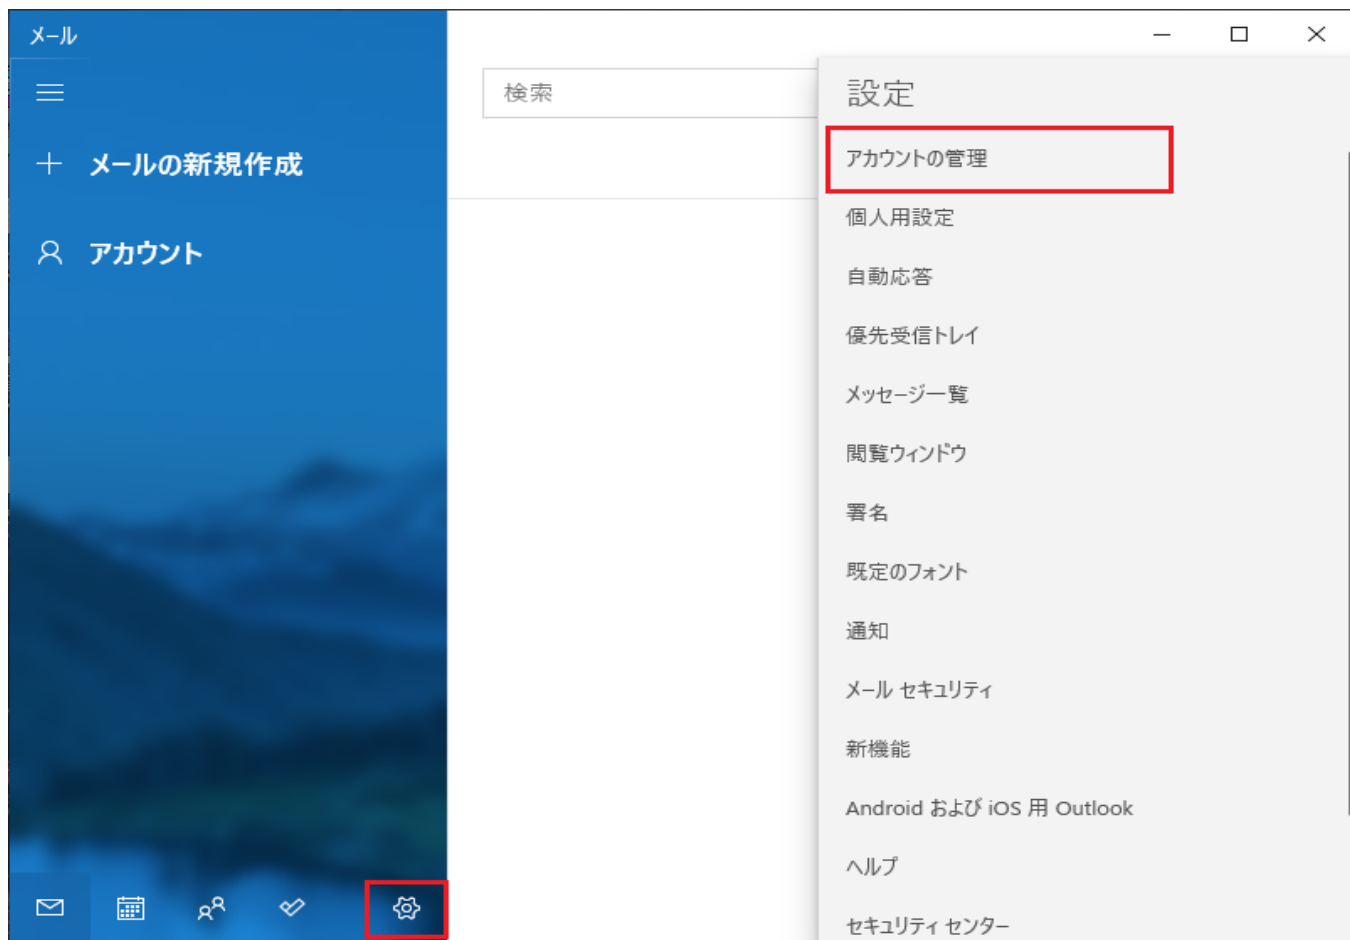 メール
メールの新規作成
アカウント
検索
設定
アカウントの管理
個人用設定
自動応答
優先受信トレイ
メッセージ一覧
閲覧ウィンドウ
署名
既定のフォント
通知
メール セキュリティ
新機能
Android および iOS 用 Outlook
ヘルプ
セキュリティ センター